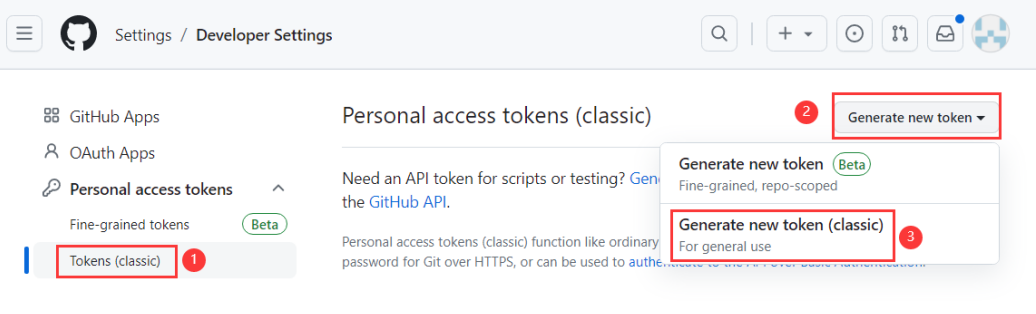 Settings / Developer Settings
GitHub Apps
OAuth Apps
Personal access tokens
Fine-grained tokens Beta
Tokens (classic) 1
Personal access tokens (classic)
2 Generate new token
Generate new token Beta
Fine-grained, repo-scoped
Generate new token (classic) 3
For general use
Need an API token for scripts or testing? Gene
the GitHub API.
Personal access tokens (classic) function like ordinary
password for Git over HTTPS, or can be used to authenticate to the API over Basic Authentication.